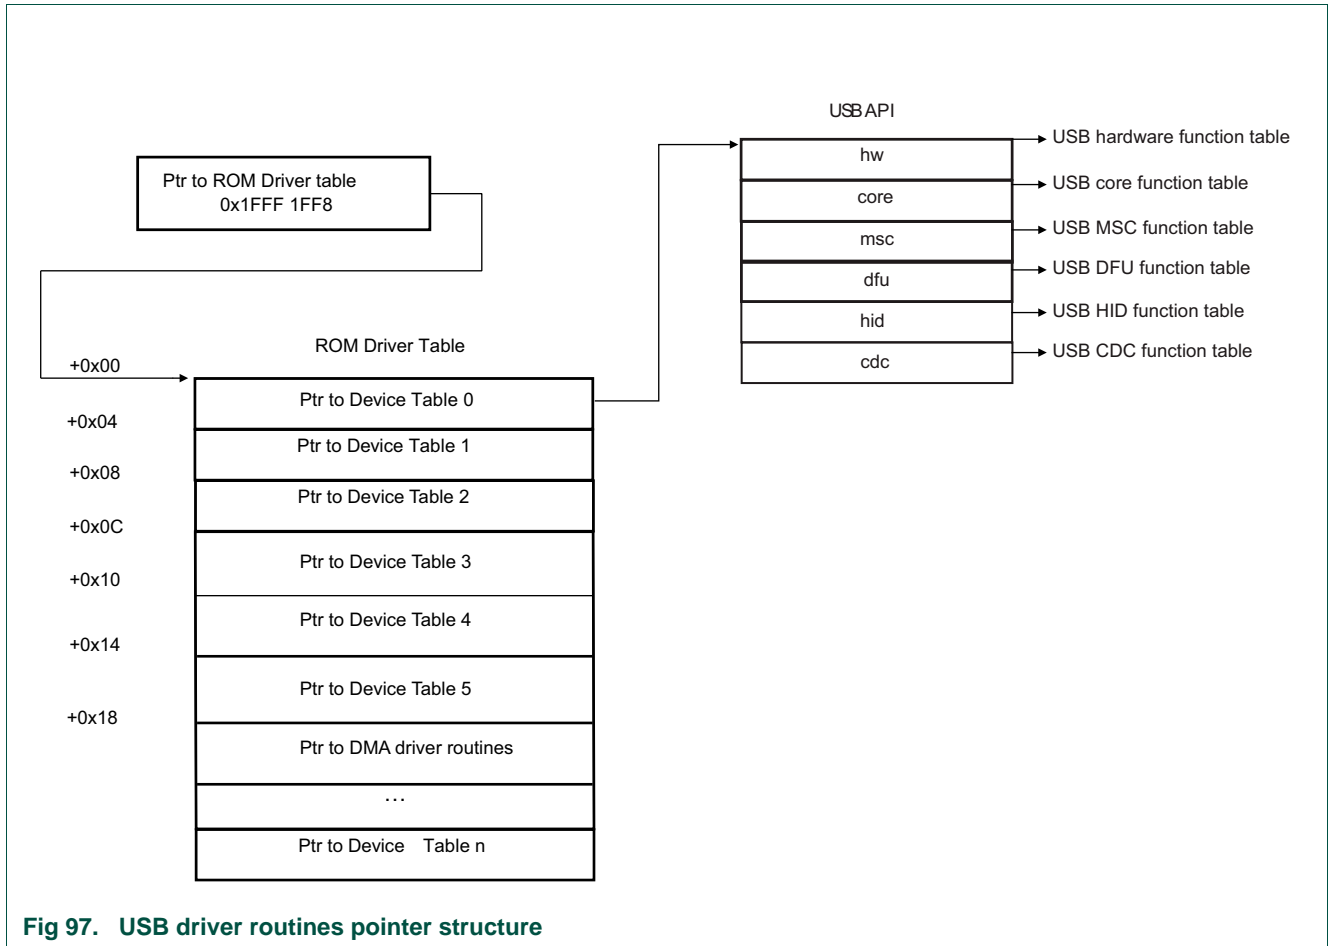 USB API
hw
core
msc
dfu
hid
cdc
USB hardware function table
USB core function table
USB MSC function table
USB DFU function table
USB HID function table
USB CDC function table
Ptr to ROM Driver table
0x1FFF 1FF8
ROM Driver Table
+0x00
Ptr to Device Table 0
+0x04
Ptr to Device Table 1
+0x08
Ptr to Device Table 2
+0x0C
Ptr to Device Table 3
+0x10
Ptr to Device Table 4
+0x14
Ptr to Device Table 5
+0x18
Ptr to DMA driver routines
...
Ptr to Device Table n
Fig 97. USB driver routines pointer structure